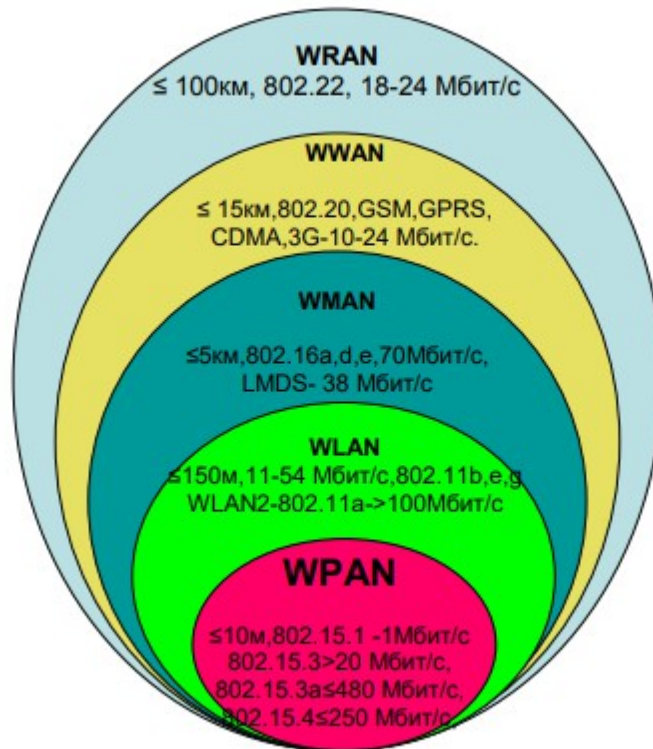 WRAN
≤ 100км, 802.22, 18-24 Мбит/с
WWAN
≤ 15км,802.20,GSM,GPRS,
CDMA,3G-10-24 Мбит/с.
WMAN
≤5км,802.16a,d,e,70Мбит/с,
LMDS- 38 Мбит/с
WLAN
≤150м,11-54 Мбит/с,802.11b,e,g
WLAN2-802.11a->100Мбит/с
WPAN
≤10м,802.15.1 -1Мбит/с
802.15.3>20 Мбит/с,
802.15.3a≤480 Мбит/с,
802.15.4≤250 Мбит/с,